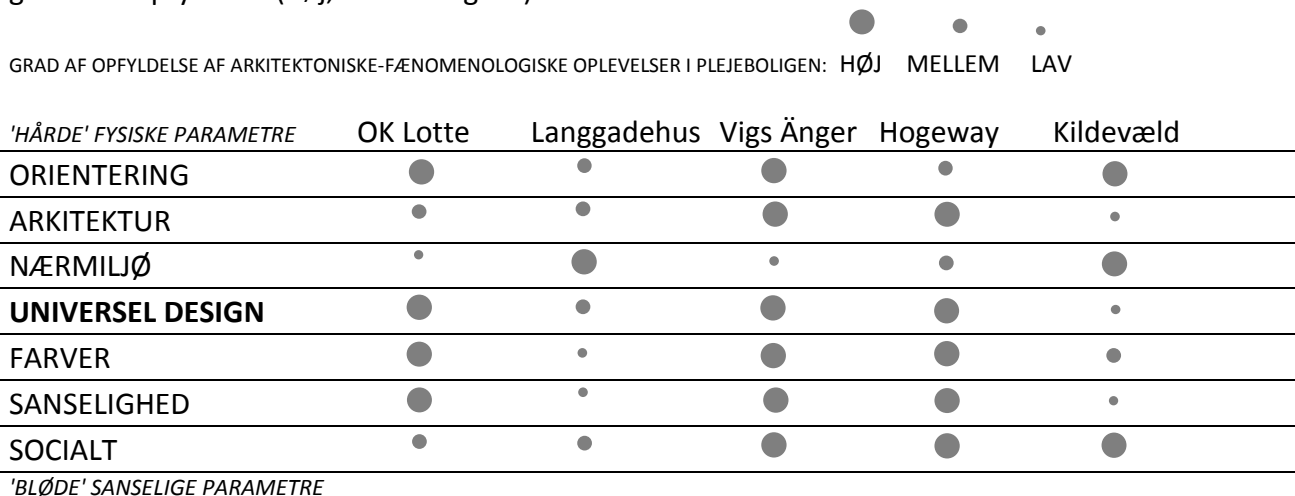 GRAD AF OPFYLDELSE AF ARKITEKTONISKE-FÆNOMENOLOGISKE OPLEVELSER I PLEJEBOLIGEN: HØJ MELLEM LAV
'HÅRDE' FYSISKE PARAMETRE OK Lotte Langgadehus Vigs Änger Hogeway Kildevæld
ORIENTERING
ARKITEKTUR
NÆRMILJØ
UNIVERSEL DESIGN
FARVER
SANSELIGHED
SOCIALT
'BLØDE' SANSELIGE PARAMETRE